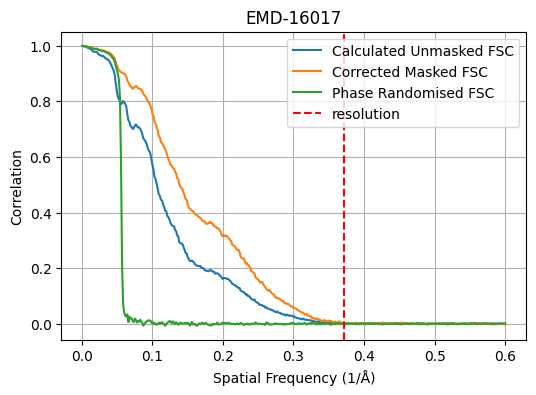 EMD-16017
Calculated Unmasked FSC
Corrected Masked FSC
Phase Randomised FSC
resolution
Correlation
1.0
0.8
0.6
0.4
0.2
0.0
0.0 0.1 0.2 0.3 0.4 0.5 0.6
Spatial Frequency (1/Å)